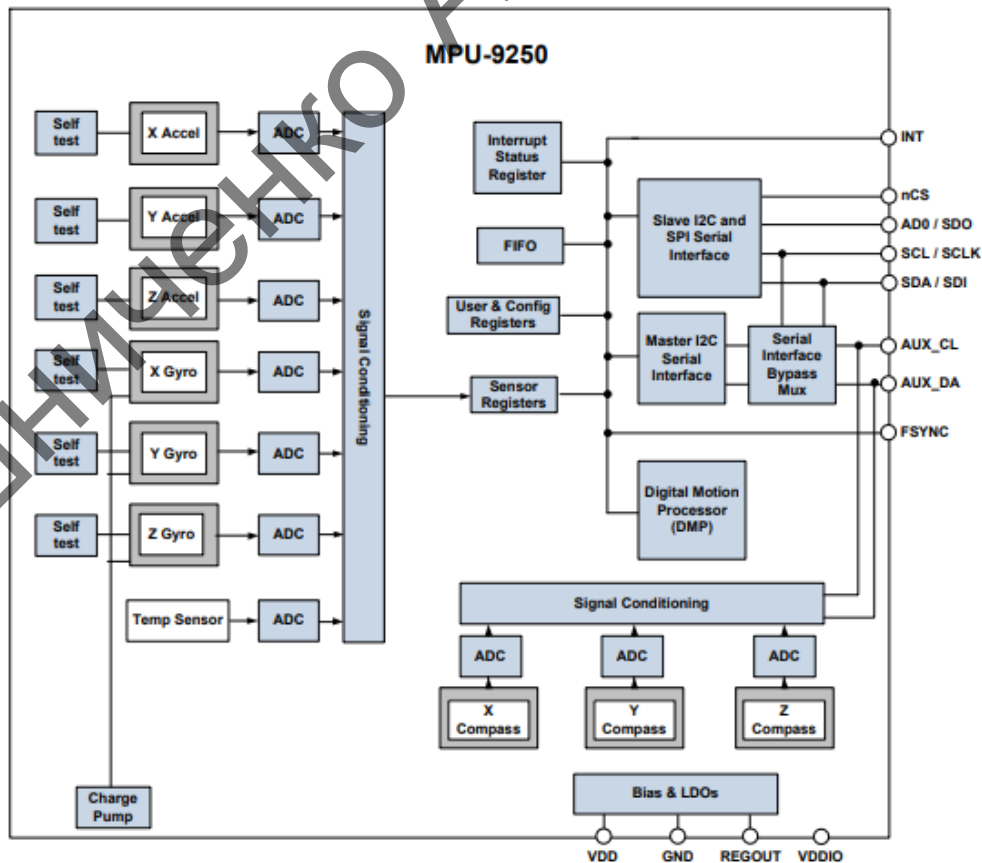 MPU-9250
Self
test
X Accel
ADC
Self
test
Y Accel
ADC
Self
test
Z Accel
ADC
Self
test
X Gyro
ADC
Self
test
Y Gyro
ADC
Self
test
Z Gyro
ADC
Temp Sensor
ADC
Signal Conditioning
Charge
Pump
Interrupt
Status
Register
FIFO
User & Config
Registers
Sensor
Registers
Slave I2C and
SPI Serial
Interface
Master I2C
Serial
Interface
Serial
Interface
Bypass
Mux
Digital Motion
Processor
(DMP)
INT
nCS
AD0 / SDO
SCL / SCLK
SDA / SDI
AUX_CL
AUX_DA
FSYNC
Signal Conditioning
ADC
ADC
ADC
X
Compass
Y
Compass
Z
Compass
Bias & LDOs
VDD
GND
REGOUT
VDDIO